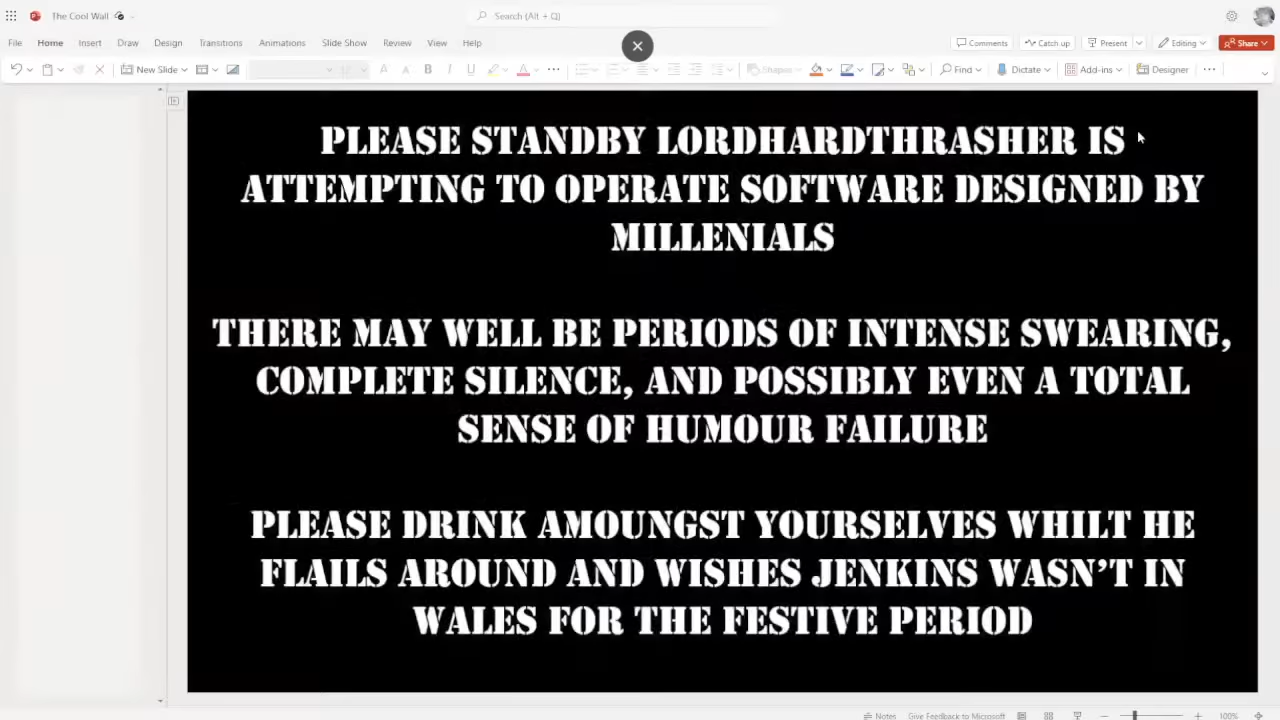 The Cool Wall
Search (Alt + Q)
File Home Insert Draw Design Transitions Animations Slide Show Review View Help
Comments Catch up Present Editing Share
New Slide B I U A Shapes Find Dictate Add-ins Designer
PLEASE STANDBY LORDHARDTHRASHER IS
ATTEMPTING TO OPERATE SOFTWARE DESIGNED BY
MILLENIALS
THERE MAY WELL BE PERIODS OF INTENSE SWEARING,
COMPLETE SILENCE, AND POSSIBLY EVEN A TOTAL
SENSE OF HUMOUR FAILURE
PLEASE DRINK AMOUNGST YOURSELVES WHILT HE
FLAILS AROUND AND WISHES JENKINS WASN'T IN
WALES FOR THE FESTIVE PERIOD
Notes Give Feedback to Microsoft 100%